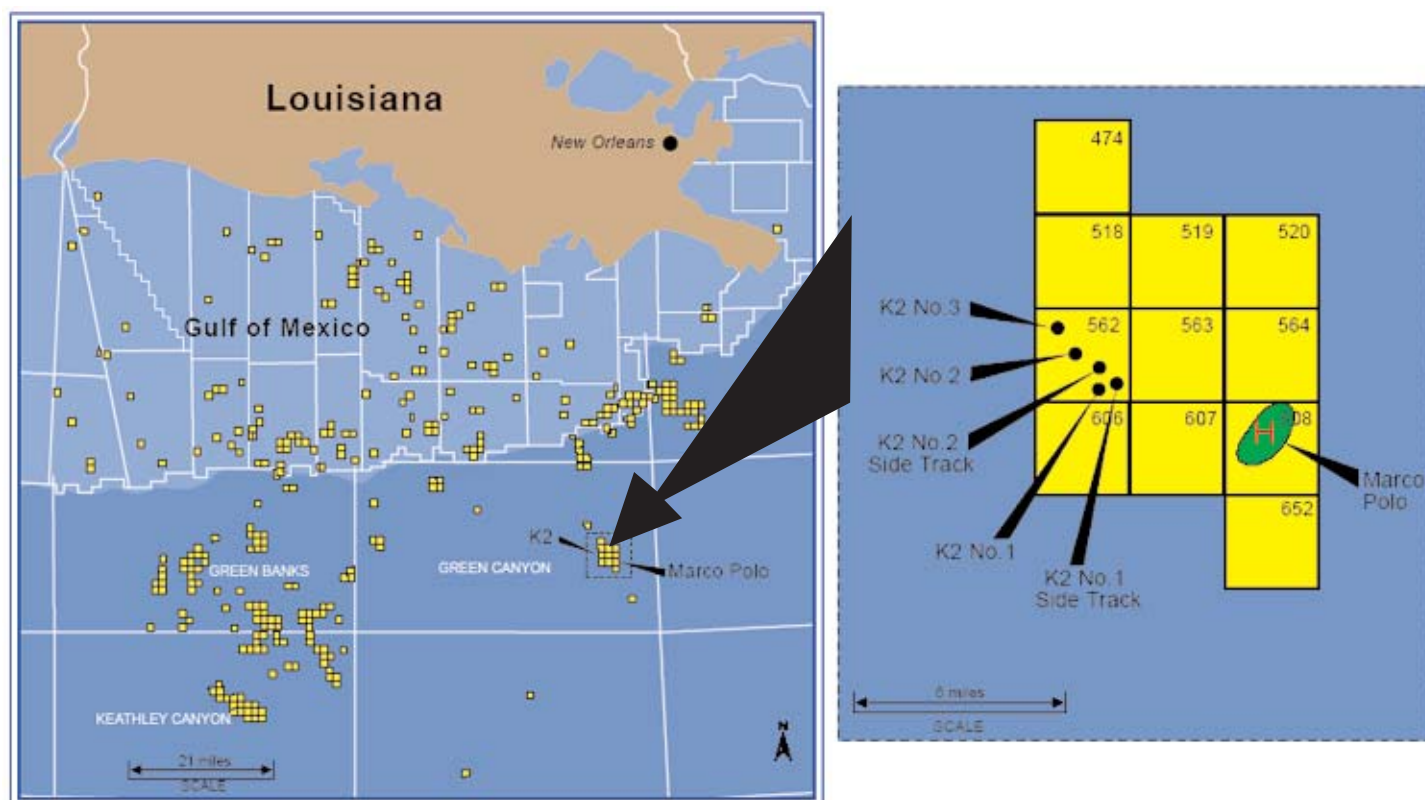 Louisiana
New Orleans
Gulf of Mexico
K2
GREEN BANKS
GREEN CANYON
Marco Polo
KEATHLEY CANYON
N
21 miles
SCALE
474
518
519
520
K2 No.3
562
563
564
K2 No.2
606
607
08
H
K2 No.2
Side Track
Marco
Polo
652
K2 No.1
K2 No.1
Side Track
6 miles
SCALE